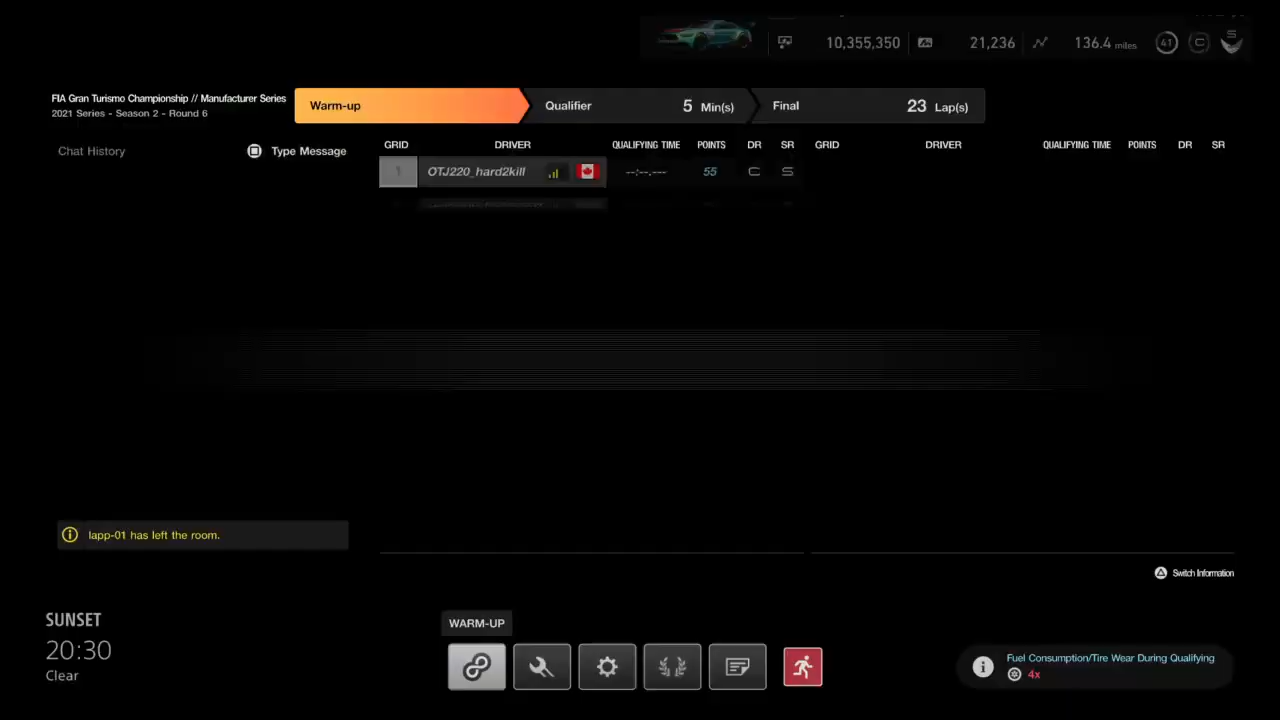 10,355,350
21,236
136.4 miles
41
C
S
FIA Gran Turismo Championship // Manufacturer Series
2021 Series - Season 2 - Round 6
Warm-up
Qualifier 5 Min(s)
Final 23 Lap(s)
Chat History
Type Message
GRID DRIVER QUALIFYING TIME POINTS DR SR GRID DRIVER QUALIFYING TIME POINTS DR SR
1 OTJ220_hard2kill --:--.--- 55 C S
lapp-01 has left the room.
Switch Information
SUNSET
20:30
Clear
WARM-UP
Fuel Consumption/Tire Wear During Qualifying
4x